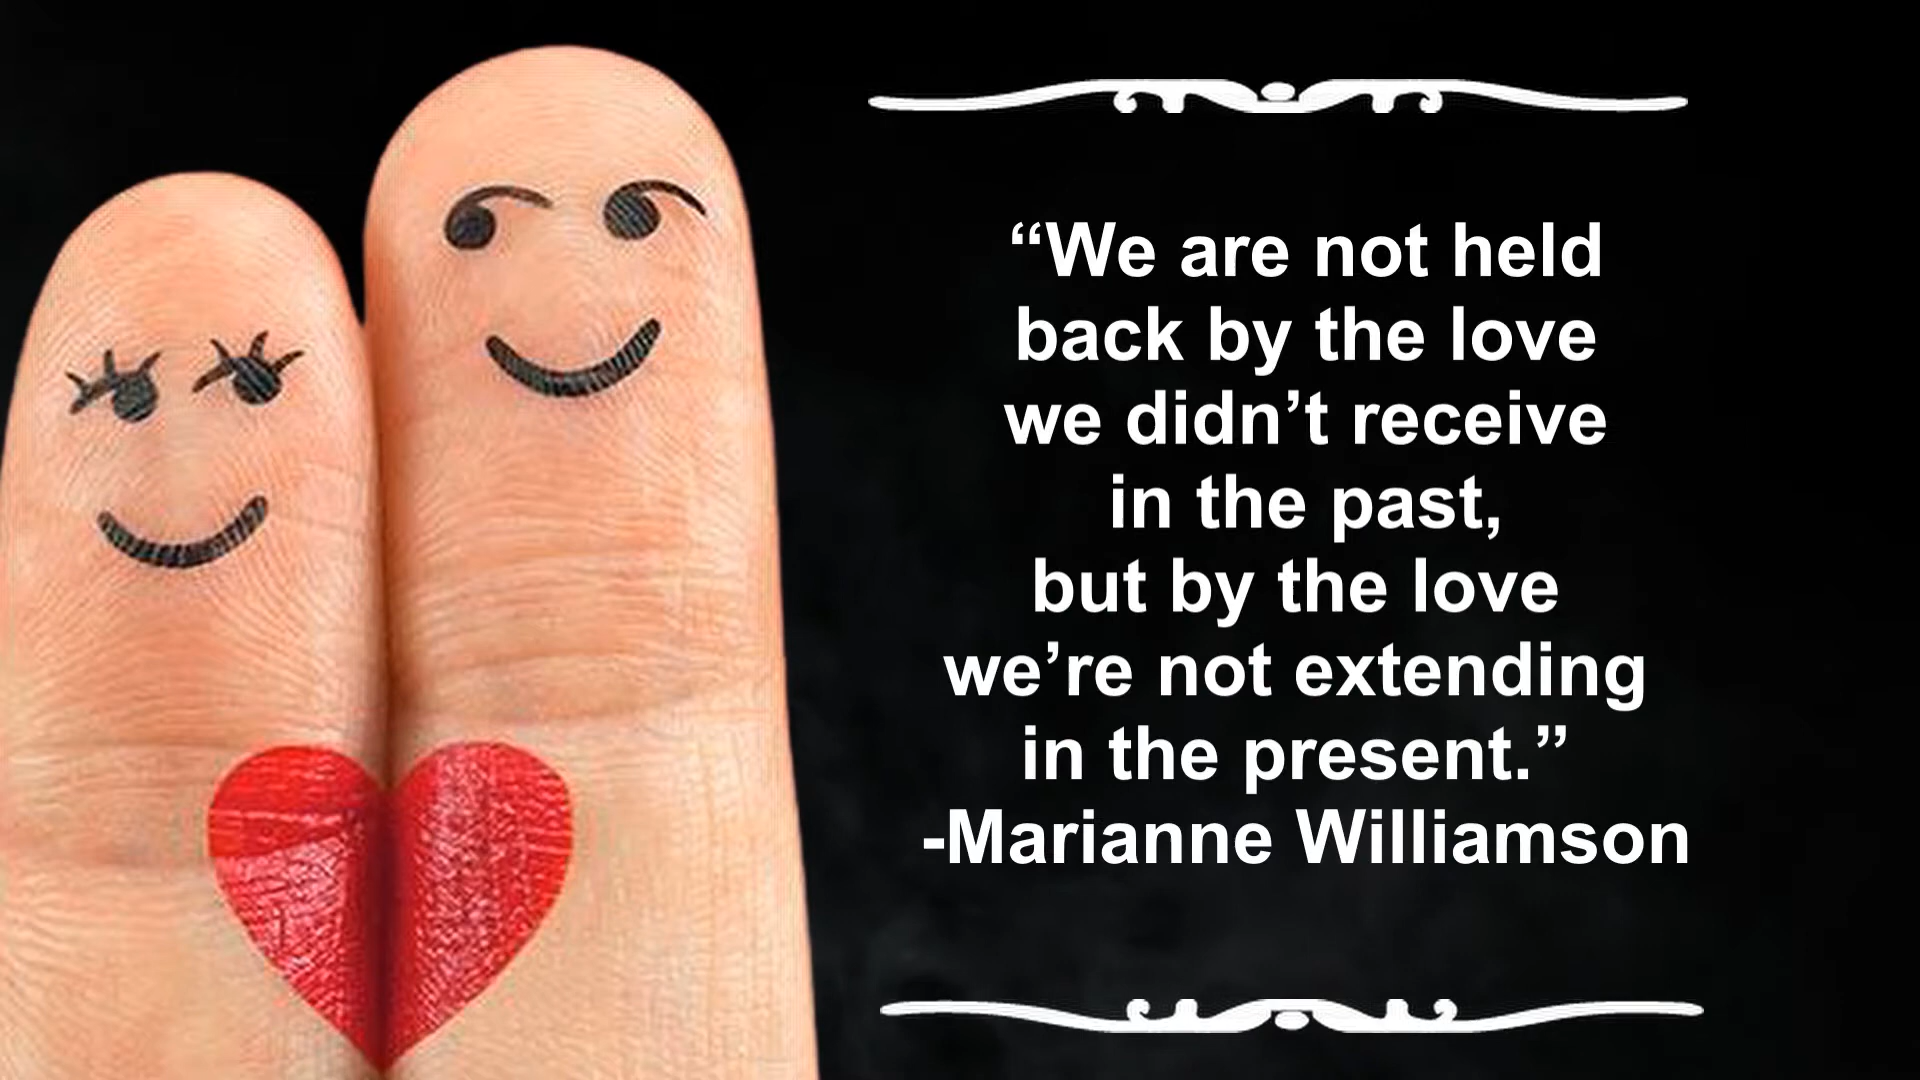 “We are not held
back by the love
we didn’t receive
in the past,
but by the love
we’re not extending
in the present.”
-Marianne Williamson